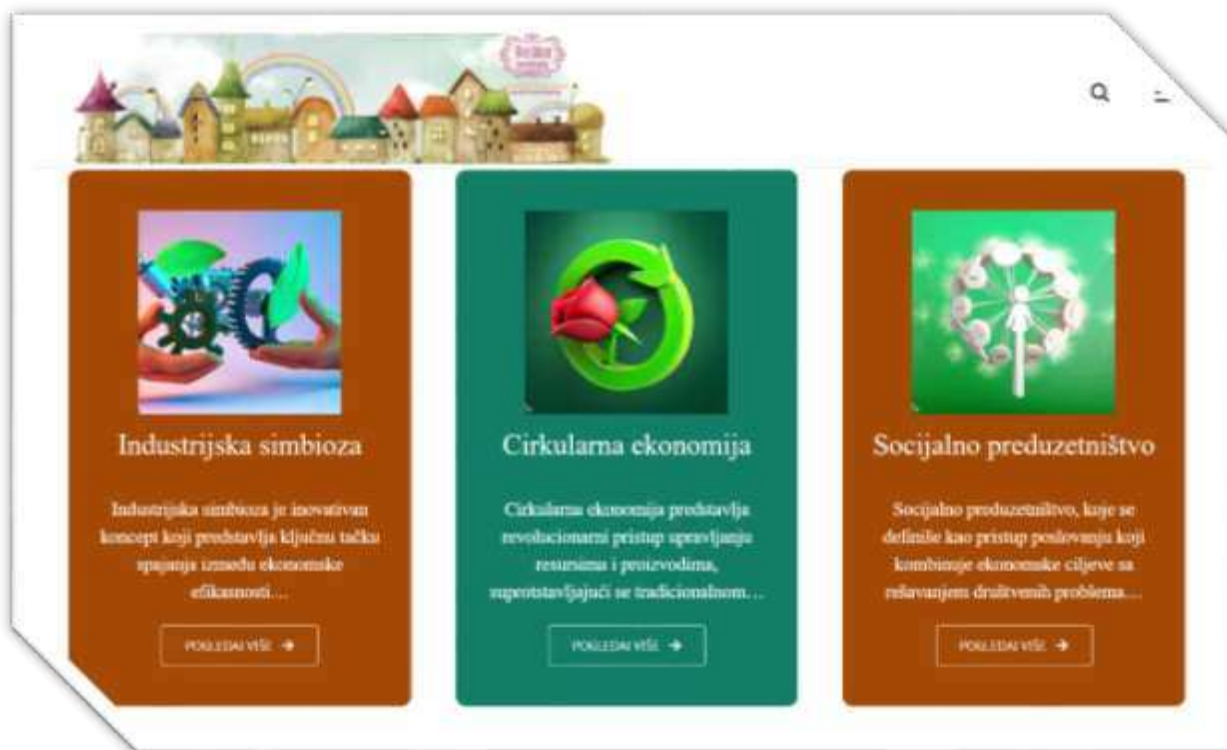 Industrijska simbioza
Industrijska simbioza je inovativan
koncept koji predstavlja ključnu tačku
spajanja između ekonomske
efikasnosti…
POGLEDAJ VIŠE →
Cirkularna ekonomija
Cirkularna ekonomija predstavlja
revolucionarni pristup upravljanju
resursima i proizvodima,
suprotstavljajući se tradicionalnom…
POGLEDAJ VIŠE →
Socijalno preduzetništvo
Socijalno preduzetništvo, koje se
definiše kao pristup poslovanju koji
kombinuje ekonomske ciljeve sa
rešavanjem društvenih problema…
POGLEDAJ VIŠE →